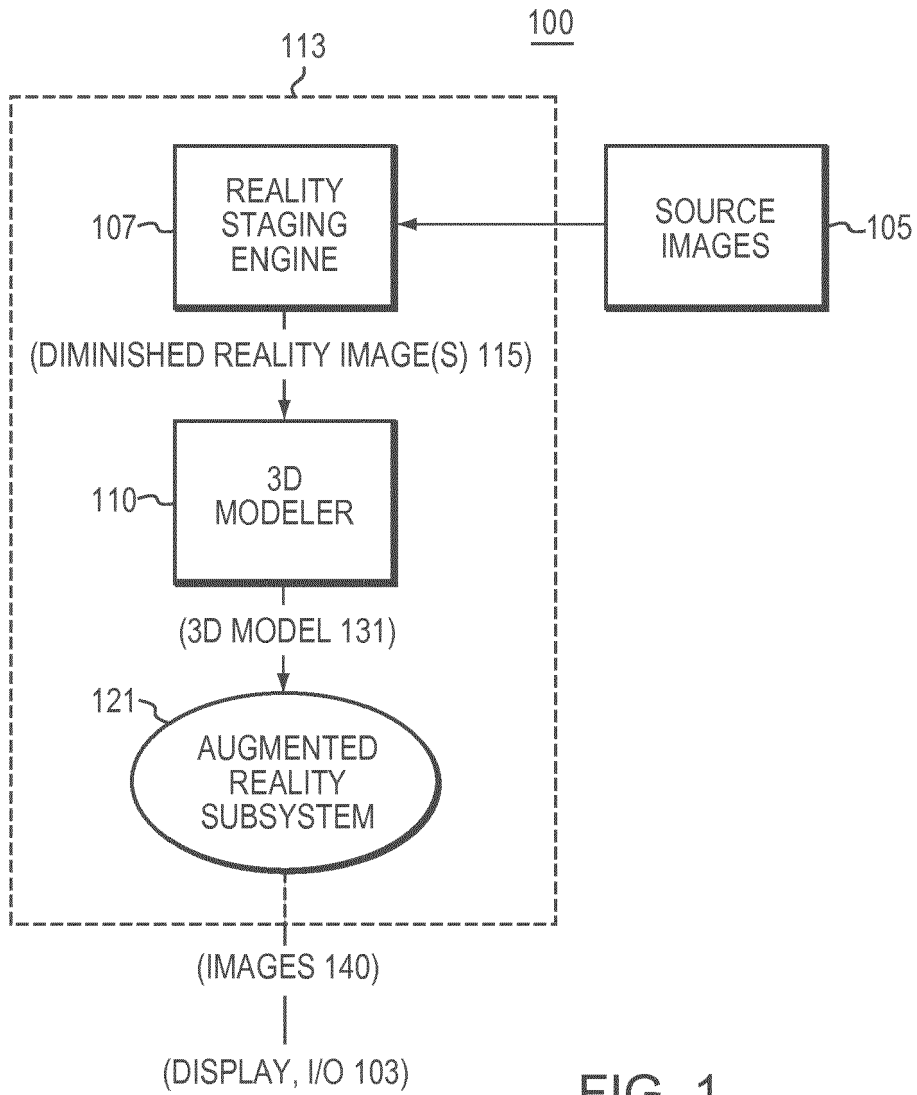 100
113
REALITY
STAGING
ENGINE
107
SOURCE
IMAGES
105
(DIMINISHED REALITY IMAGE(S) 115)
3D
MODELER
110
(3D MODEL 131)
121
AUGMENTED
REALITY
SUBSYSTEM
(IMAGES 140)
(DISPLAY, I/O 103)
FIG. 1